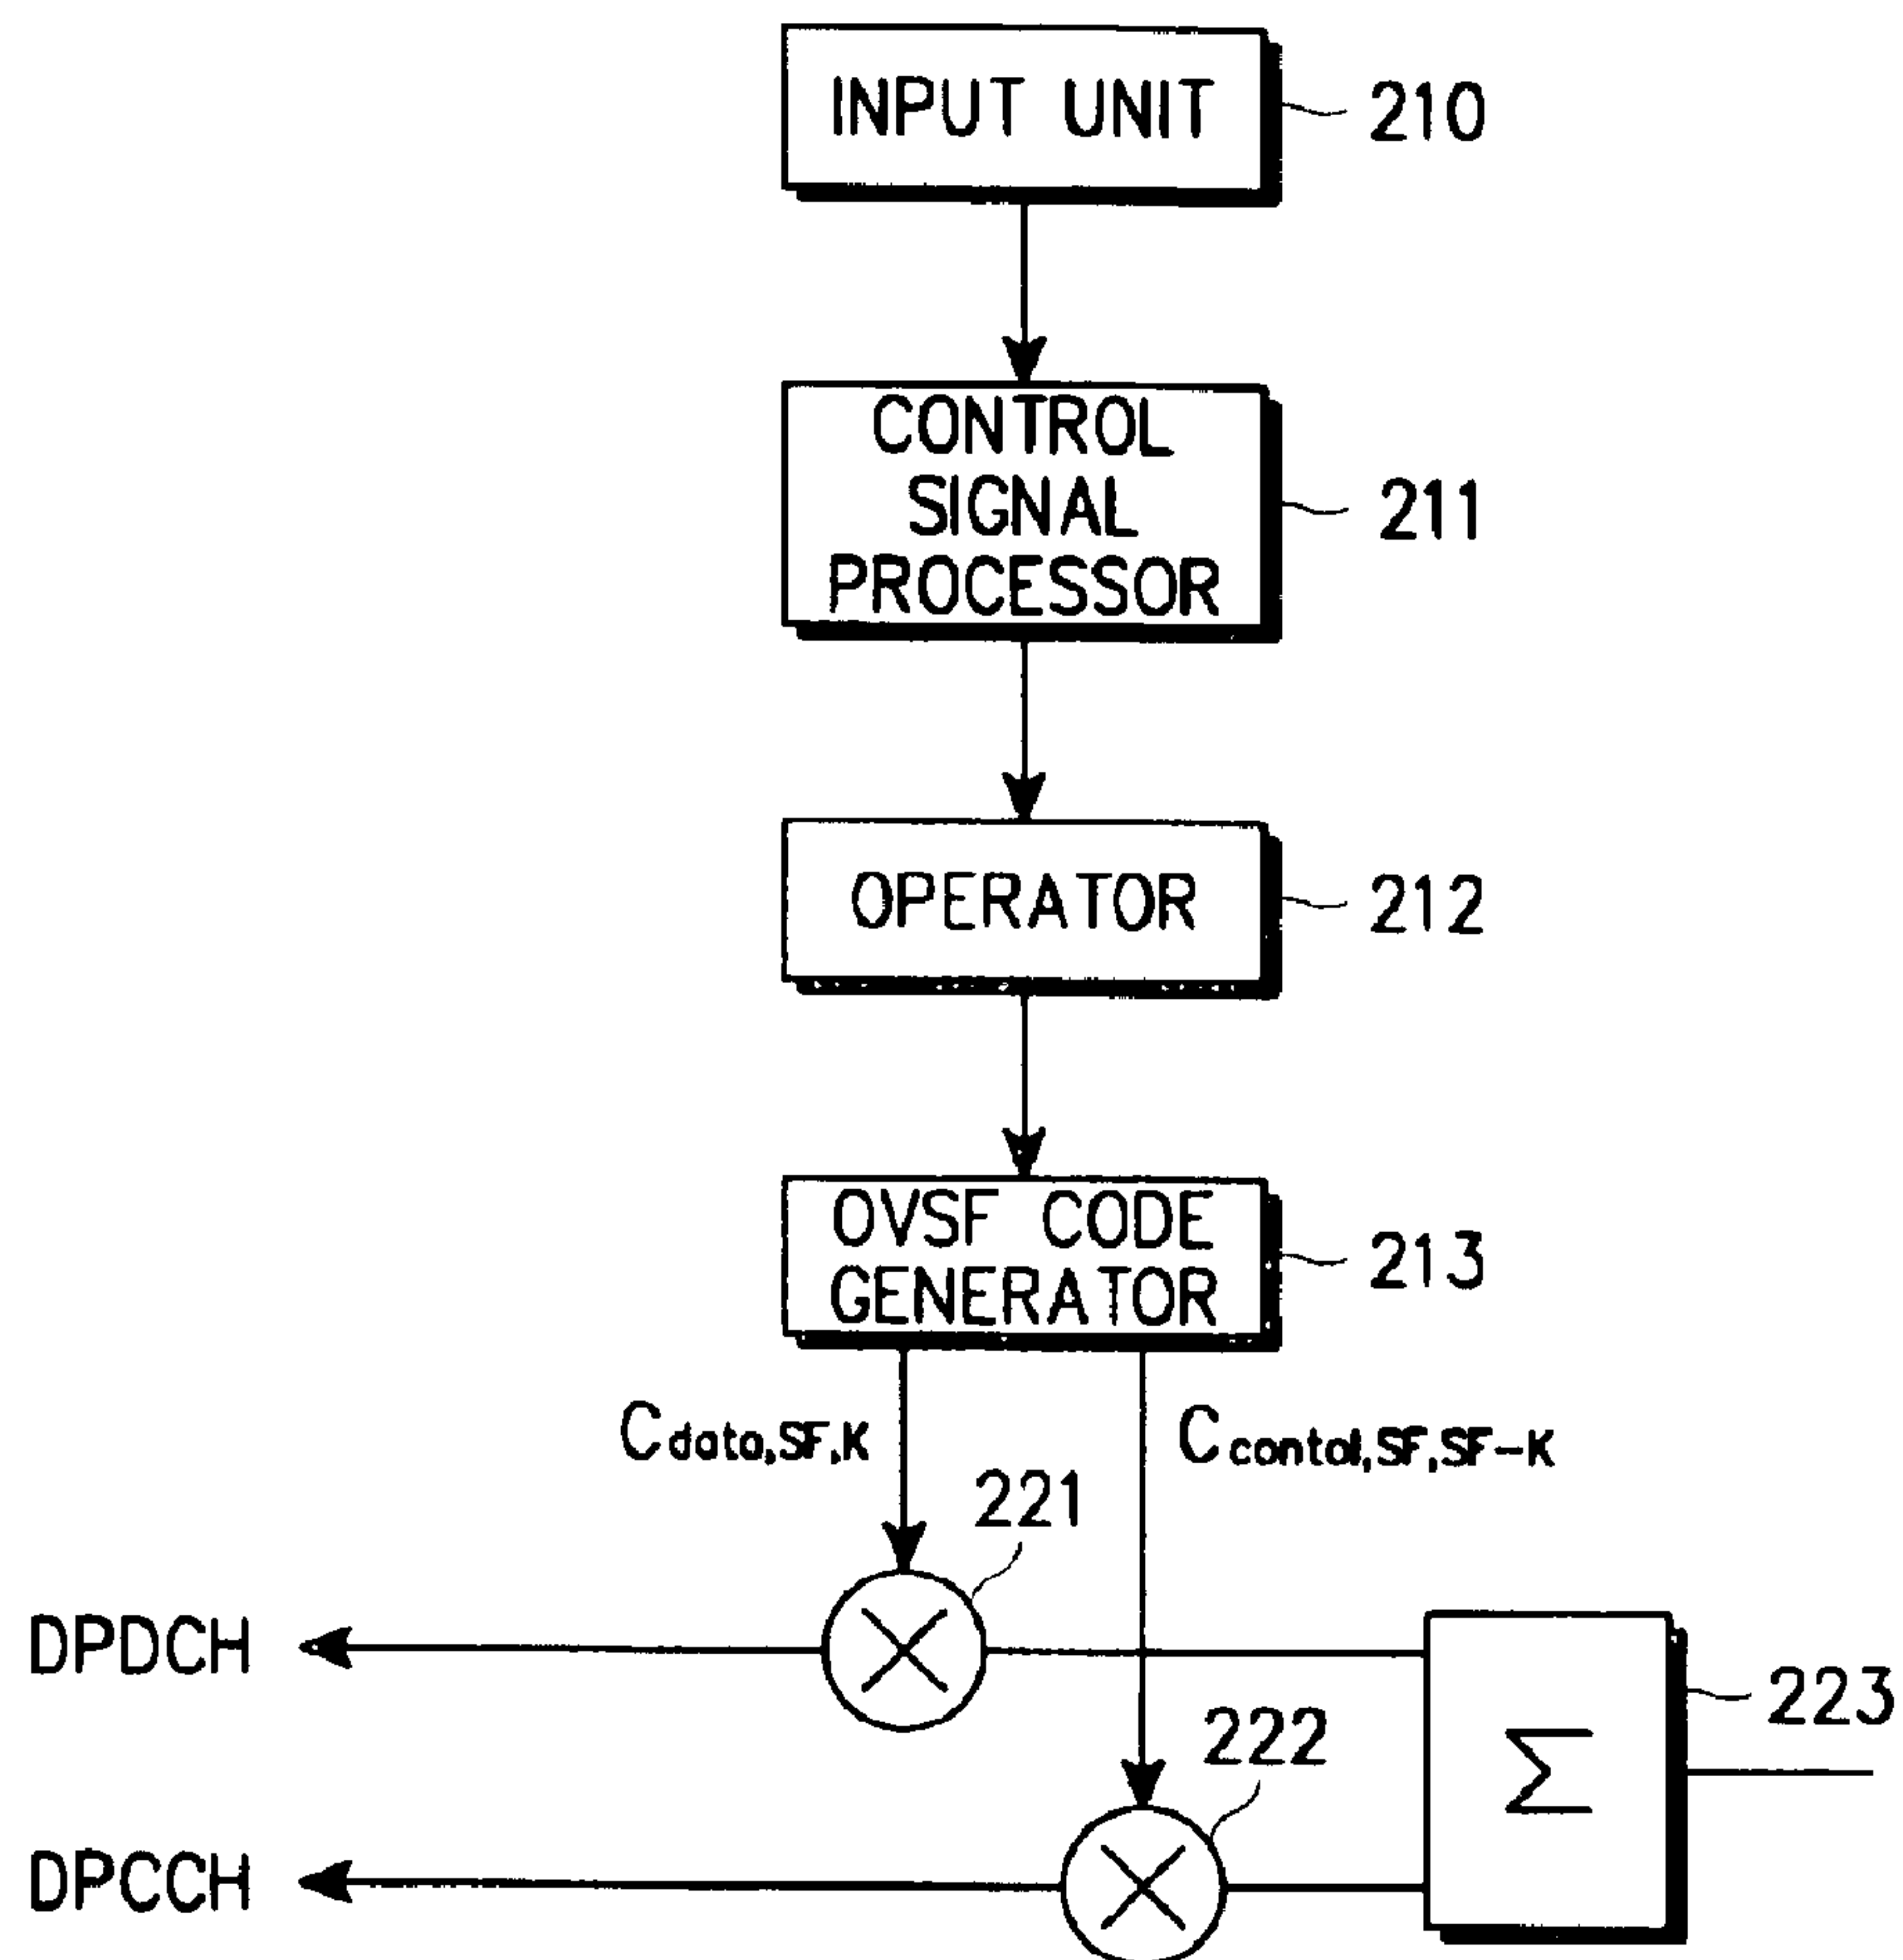 INPUT UNIT
210
CONTROL
SIGNAL
PROCESSOR
211
OPERATOR
212
OVSF CODE
GENERATOR
213
Cdata,SF,K
Ccontol,SF,SF-K
221
DPDCH
222
223
Σ
DPCCH